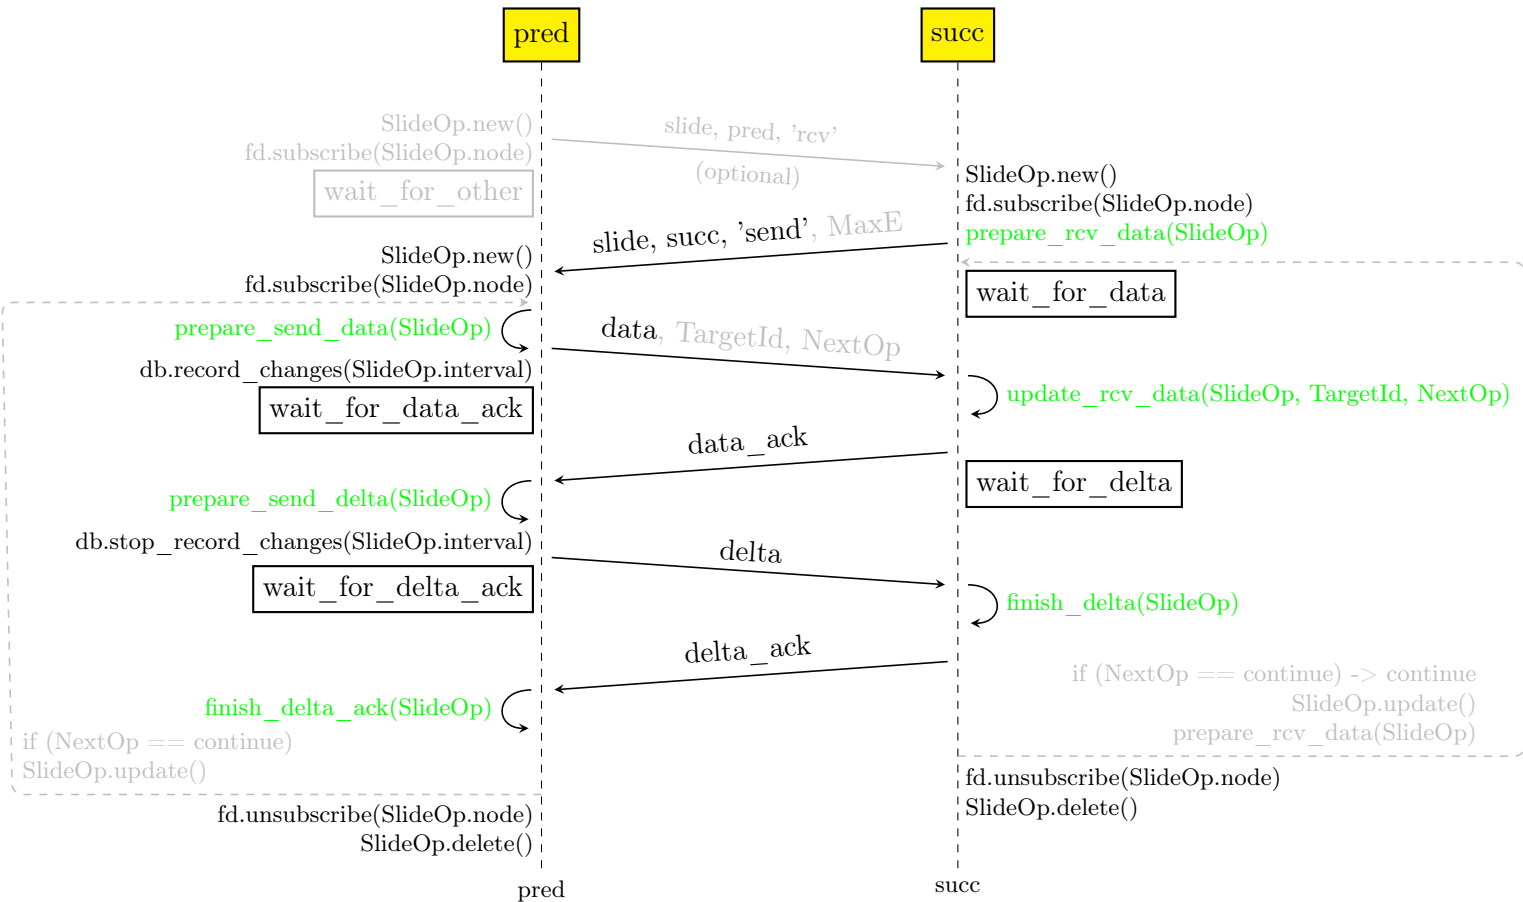 pred
succ
SlideOp.new()
fd.subscribe(SlideOp.node)
wait_for_other
slide, pred, 'rcv'
(optional)
SlideOp.new()
fd.subscribe(SlideOp.node)
prepare_rcv_data(SlideOp)
slide, succ, 'send', MaxE
SlideOp.new()
fd.subscribe(SlideOp.node)
wait_for_data
prepare_send_data(SlideOp)
data, TargetId, NextOp
db.record_changes(SlideOp.interval)
wait_for_data_ack
update_rcv_data(SlideOp, TargetId, NextOp)
data_ack
wait_for_delta
prepare_send_delta(SlideOp)
db.stop_record_changes(SlideOp.interval)
delta
wait_for_delta_ack
finish_delta(SlideOp)
delta_ack
if (NextOp == continue) -> continue
SlideOp.update()
prepare_rcv_data(SlideOp)
finish_delta_ack(SlideOp)
if (NextOp == continue)
SlideOp.update()
fd.unsubscribe(SlideOp.node)
SlideOp.delete()
fd.unsubscribe(SlideOp.node)
SlideOp.delete()
pred
succ